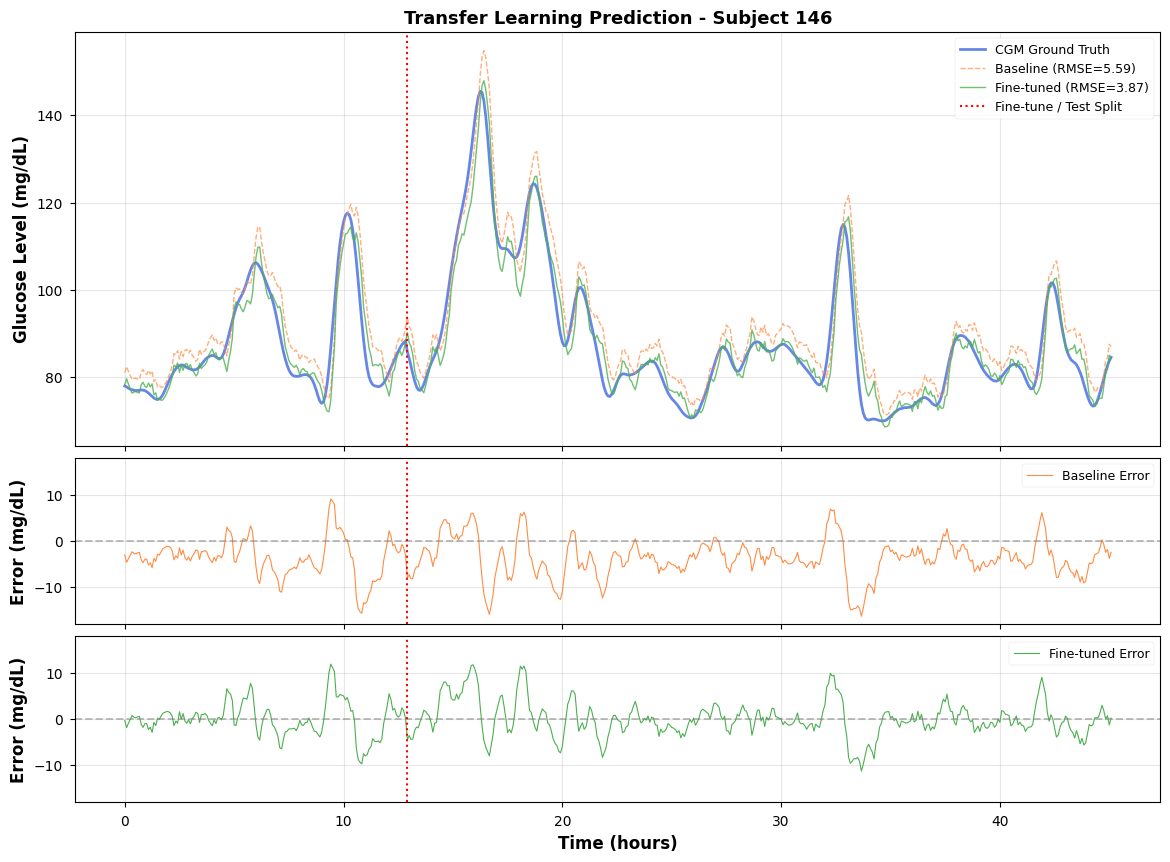 Transfer Learning Prediction - Subject 146
CGM Ground Truth
Baseline (RMSE=5.59)
Fine-tuned (RMSE=3.87)
Fine-tune / Test Split
Glucose Level (mg/dL)
140
120
100
80
Baseline Error
Error (mg/dL)
10
0
−10
Fine-tuned Error
Error (mg/dL)
10
0
−10
0 10 20 30 40
Time (hours)